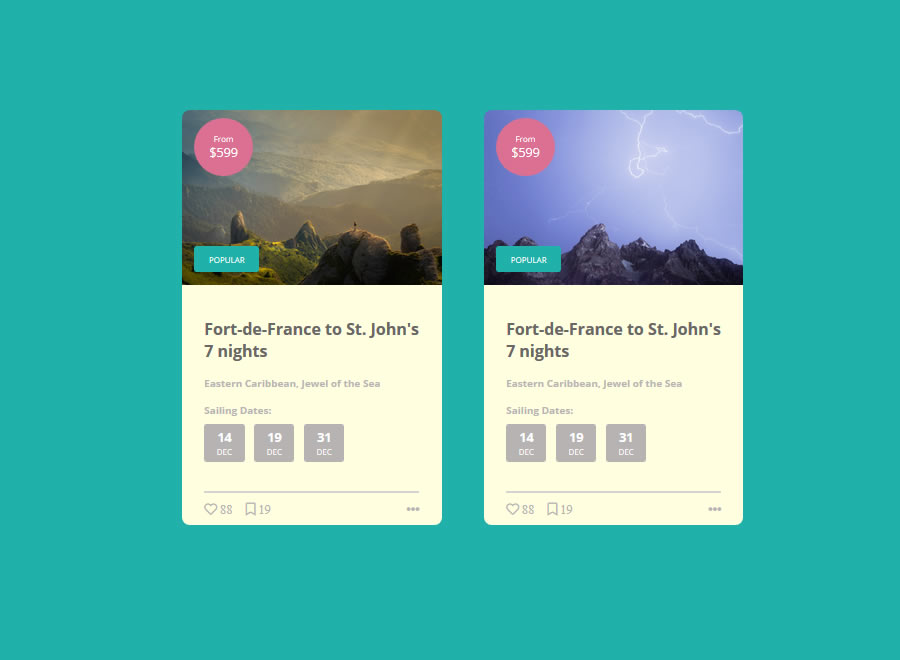 From
$599
POPULAR
Fort-de-France to St. John's
7 nights
Eastern Caribbean, Jewel of the Sea
Sailing Dates:
14 19 31
DEC DEC DEC
88 19
From
$599
POPULAR
Fort-de-France to St. John's
7 nights
Eastern Caribbean, Jewel of the Sea
Sailing Dates:
14 19 31
DEC DEC DEC
88 19